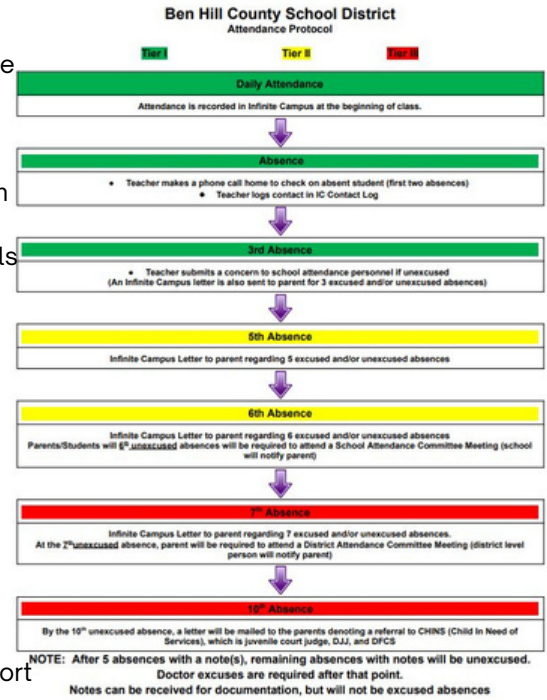 Ben Hill County School District
Attendance Protocol
Tier I
Tier II
Tier III
Daily Attendance
Attendance is recorded in Infinite Campus at the beginning of class.
Absence
• Teacher makes a phone call home to check on absent student (first two absences)
• Teacher logs contact in IC Contact Log
3rd Absence
• Teacher submits a concern to school attendance personnel if unexcused
(An Infinite Campus letter is also sent to parent for 3 excused and/or unexcused absences)
5th Absence
Infinite Campus Letter to parent regarding 5 excused and/or unexcused absences
6th Absence
Infinite Campus Letter to parent regarding 6 excused and/or unexcused absences
Parents/Students will 6th unexcused absences will be required to attend a School Attendance Committee Meeting (school
will notify parent)
7th Absence
Infinite Campus Letter to parent regarding 7 excused and/or unexcused absences.
At the 7th unexcused absence, parent will be required to attend a District Attendance Committee Meeting (district level
person will notify parent)
10th Absence
By the 10th unexcused absence, a letter will be mailed to the parents denoting a referral to CHINS (Child In Need of
Services), which is juvenile court judge, DJJ, and DFCS
NOTE: After 5 absences with a note(s), remaining absences with notes will be unexcused.
Doctor excuses are required after that point.
Notes can be received for documentation, but will not be excused absences